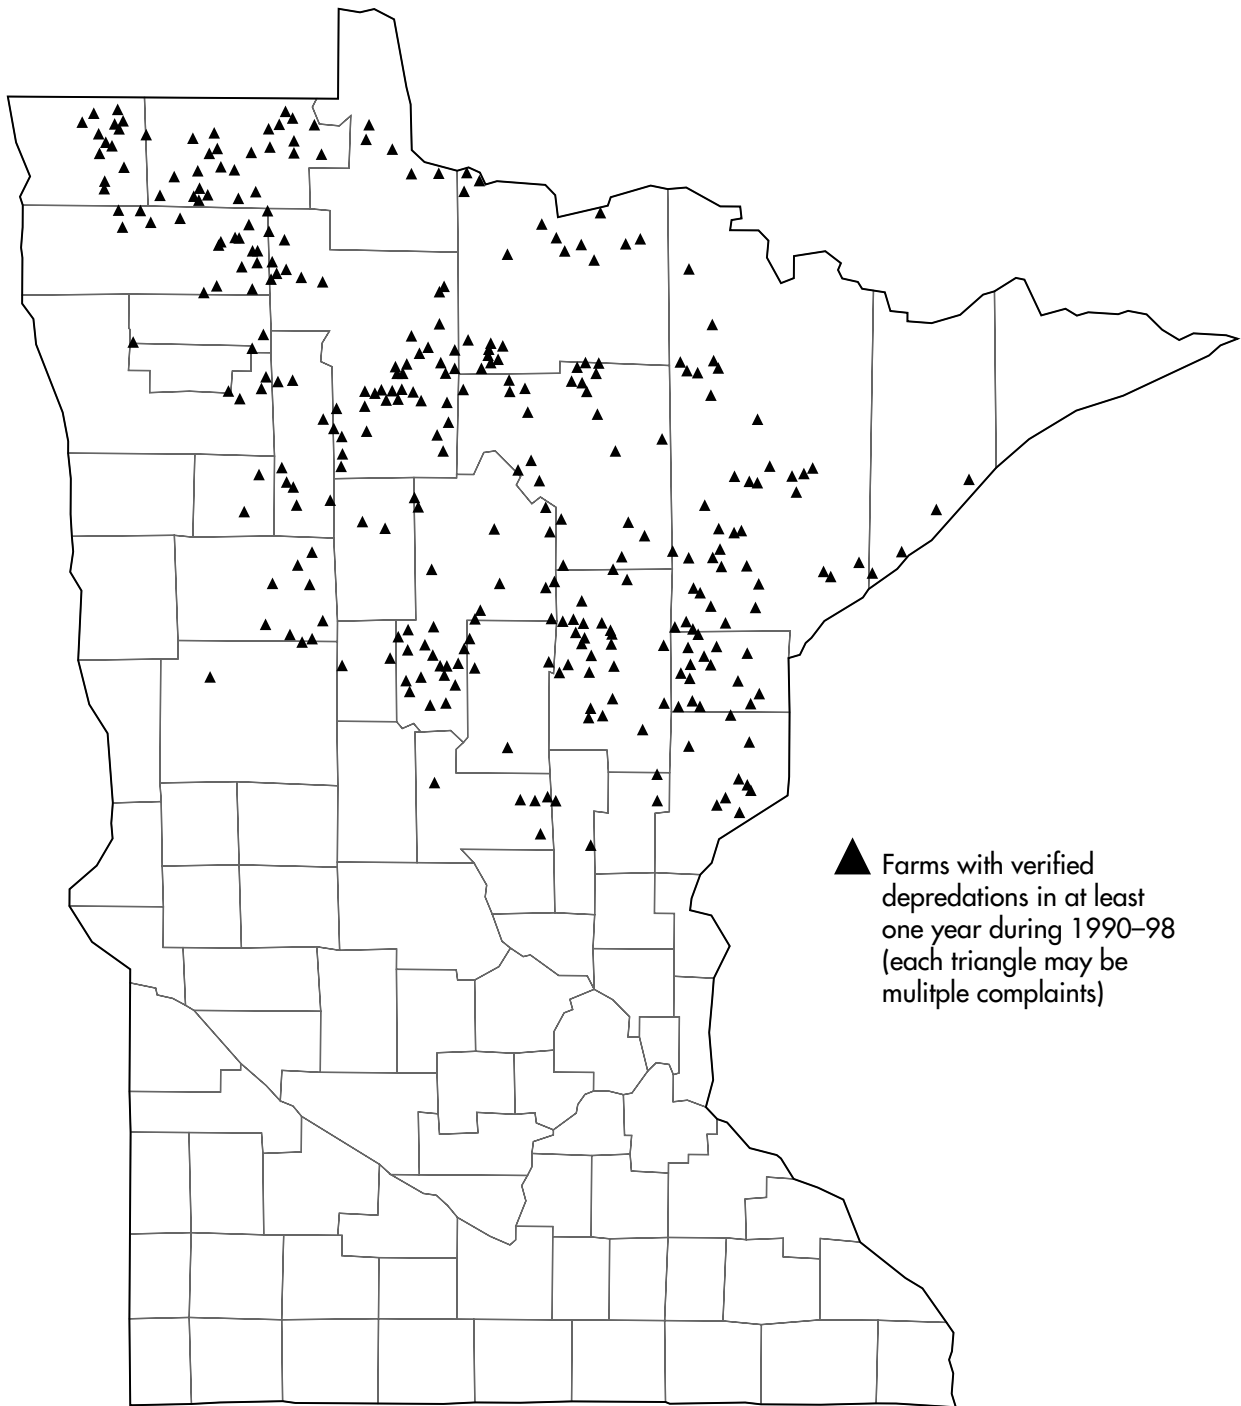 Farms with verified
depredations in at least
one year during 1990–98
(each triangle may be
mulitple complaints)